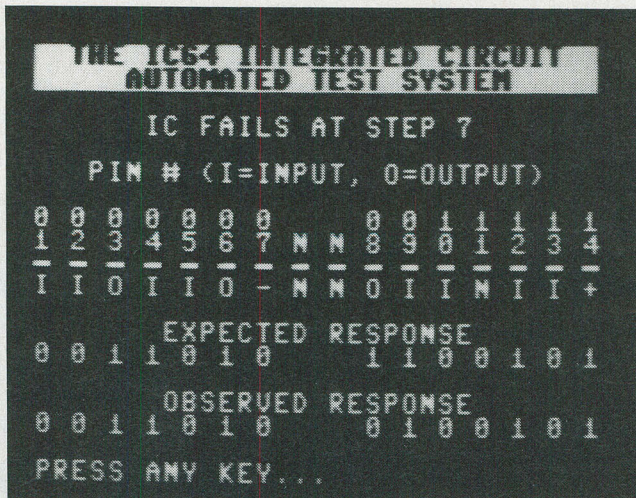 THE IC64 INTEGRATED CIRCUIT
AUTOMATED TEST SYSTEM
IC FAILS AT STEP 7
PIN # (I=INPUT, O=OUTPUT)
0 0 0 0 0 0 0 0 0 1 1 1 1 1
1 2 3 4 5 6 7 N N 8 9 0 1 2 3 4
- - - - - - - - - - - - - - - -
I I O I I O - N N O I I N I I +
EXPECTED RESPONSE
0 0 1 1 0 1 0 1 1 0 0 1 0 1
OBSERVED RESPONSE
0 0 1 1 0 1 0 0 1 0 0 1 0 1
PRESS ANY KEY...